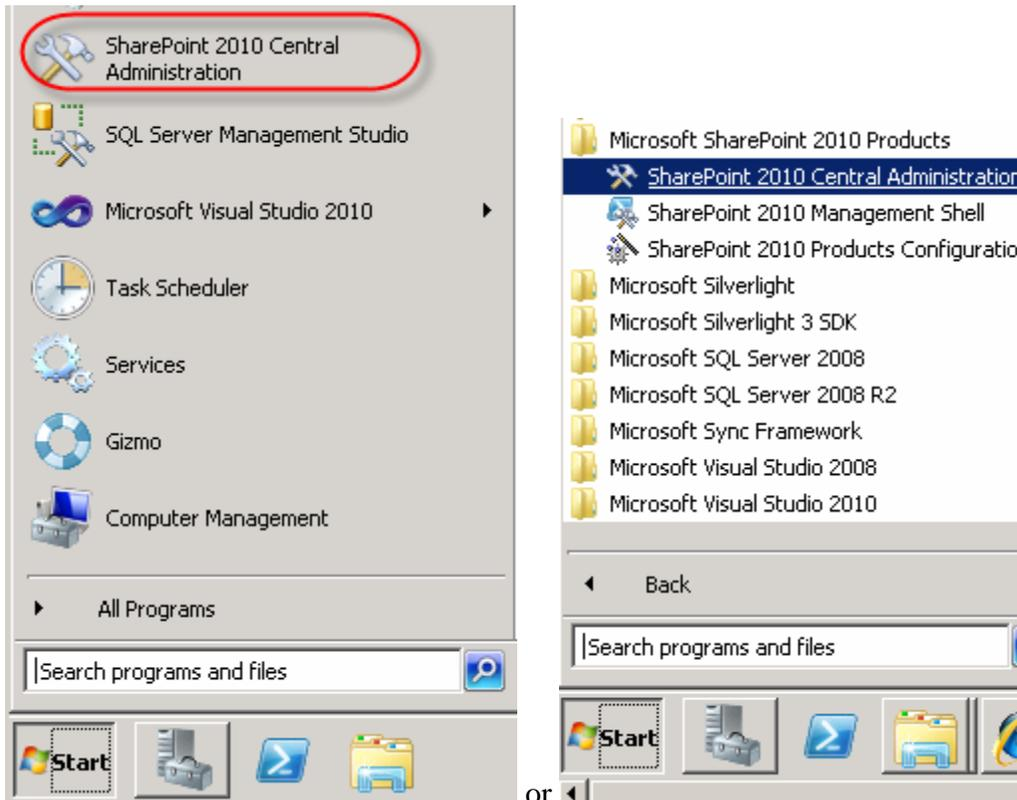 SharePoint 2010 Central
Administration
SQL Server Management Studio
Microsoft Visual Studio 2010
Task Scheduler
Services
Gizmo
Computer Management
All Programs
Search programs and files
Start
or
Microsoft SharePoint 2010 Products
SharePoint 2010 Central Administration
SharePoint 2010 Management Shell
SharePoint 2010 Products Configuratio
Microsoft Silverlight
Microsoft Silverlight 3 SDK
Microsoft SQL Server 2008
Microsoft SQL Server 2008 R2
Microsoft Sync Framework
Microsoft Visual Studio 2008
Microsoft Visual Studio 2010
Back
Search programs and files
Start